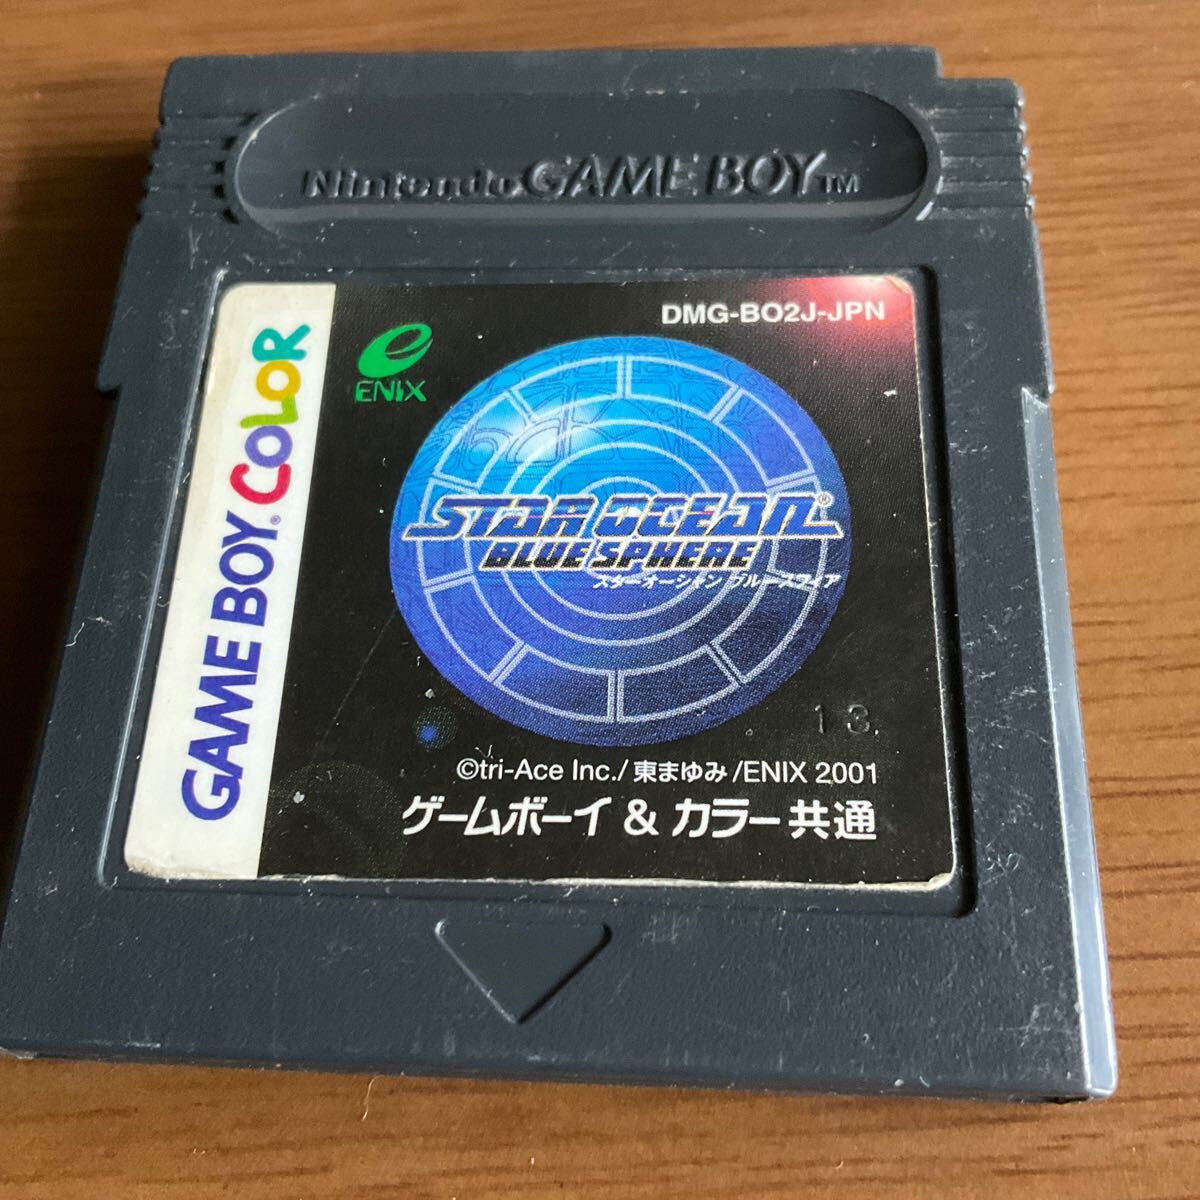 Nintendo GAME BOY TM
DMG-BO2J-JPN
ENIX
GAME BOY COLOR
STAR OCEAN®
BLUE SPHERE
スターオーシャン ブルースフィア
13
©tri-Ace Inc./東まゆみ/ENIX 2001
ゲームボーイ & カラー共通